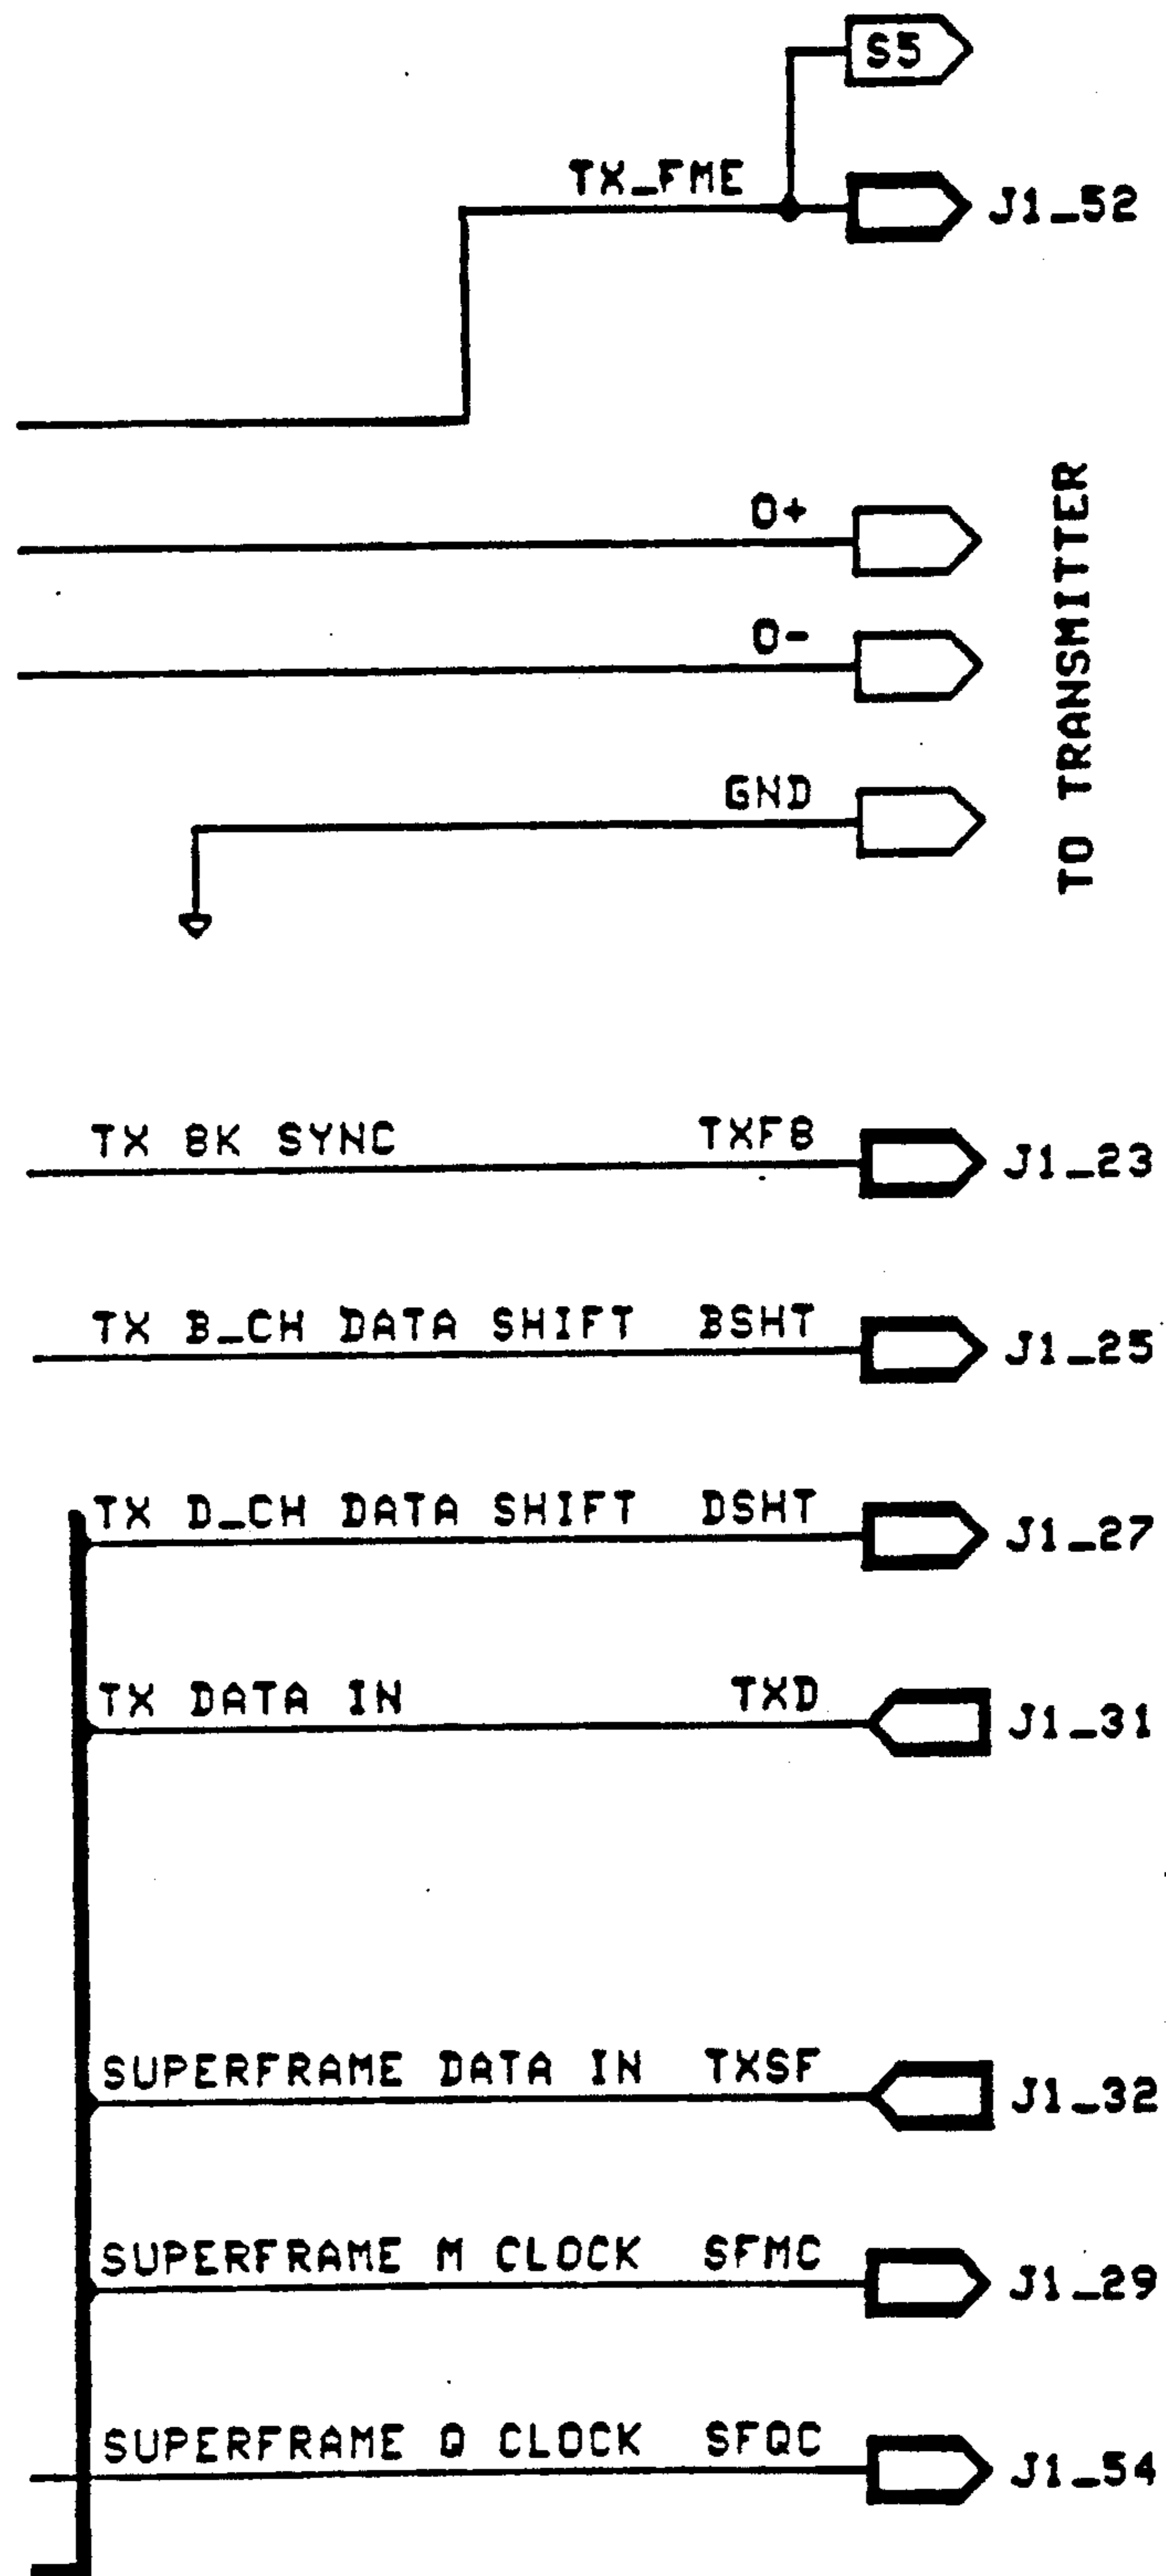 S5
TX_FME J1_52
O+
O-
GND
TO TRANSMITTER
TX 8K SYNC TXF8 J1_23
TX B_CH DATA SHIFT BSHT J1_25
TX D_CH DATA SHIFT DSHT J1_27
TX DATA IN TXD J1_31
SUPERFRAME DATA IN TXSF J1_32
SUPERFRAME M CLOCK SFMC J1_29
SUPERFRAME Q CLOCK SFQC J1_54